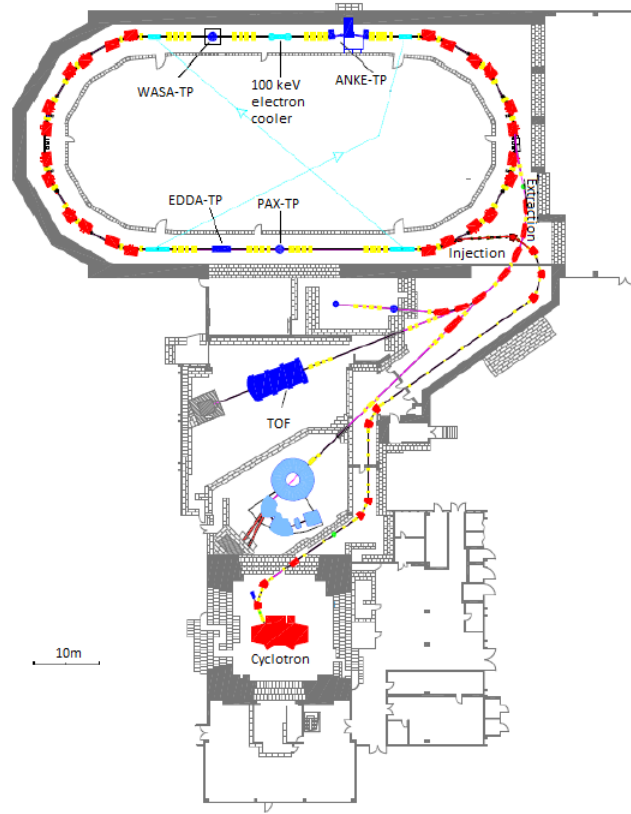 WASA-TP
100 keV
electron
cooler
ANKE-TP
EDDA-TP
PAX-TP
Extraction
Injection
TOF
Cyclotron
10m